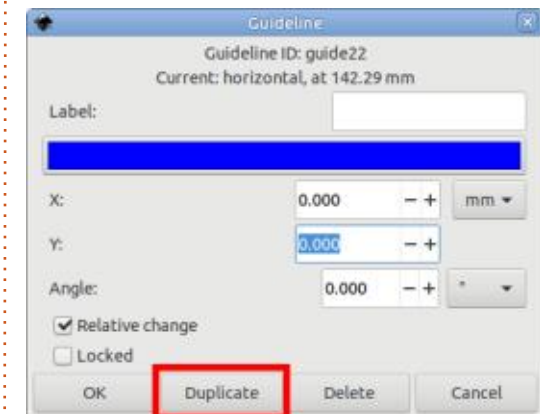 Guideline
Guideline ID: guide22
Current: horizontal, at 142.29 mm
Label:
X: 0.000 − + mm
Y: 0.000 − +
Angle: 0.000 − + °
Relative change
Locked
OK Duplicate Delete Cancel